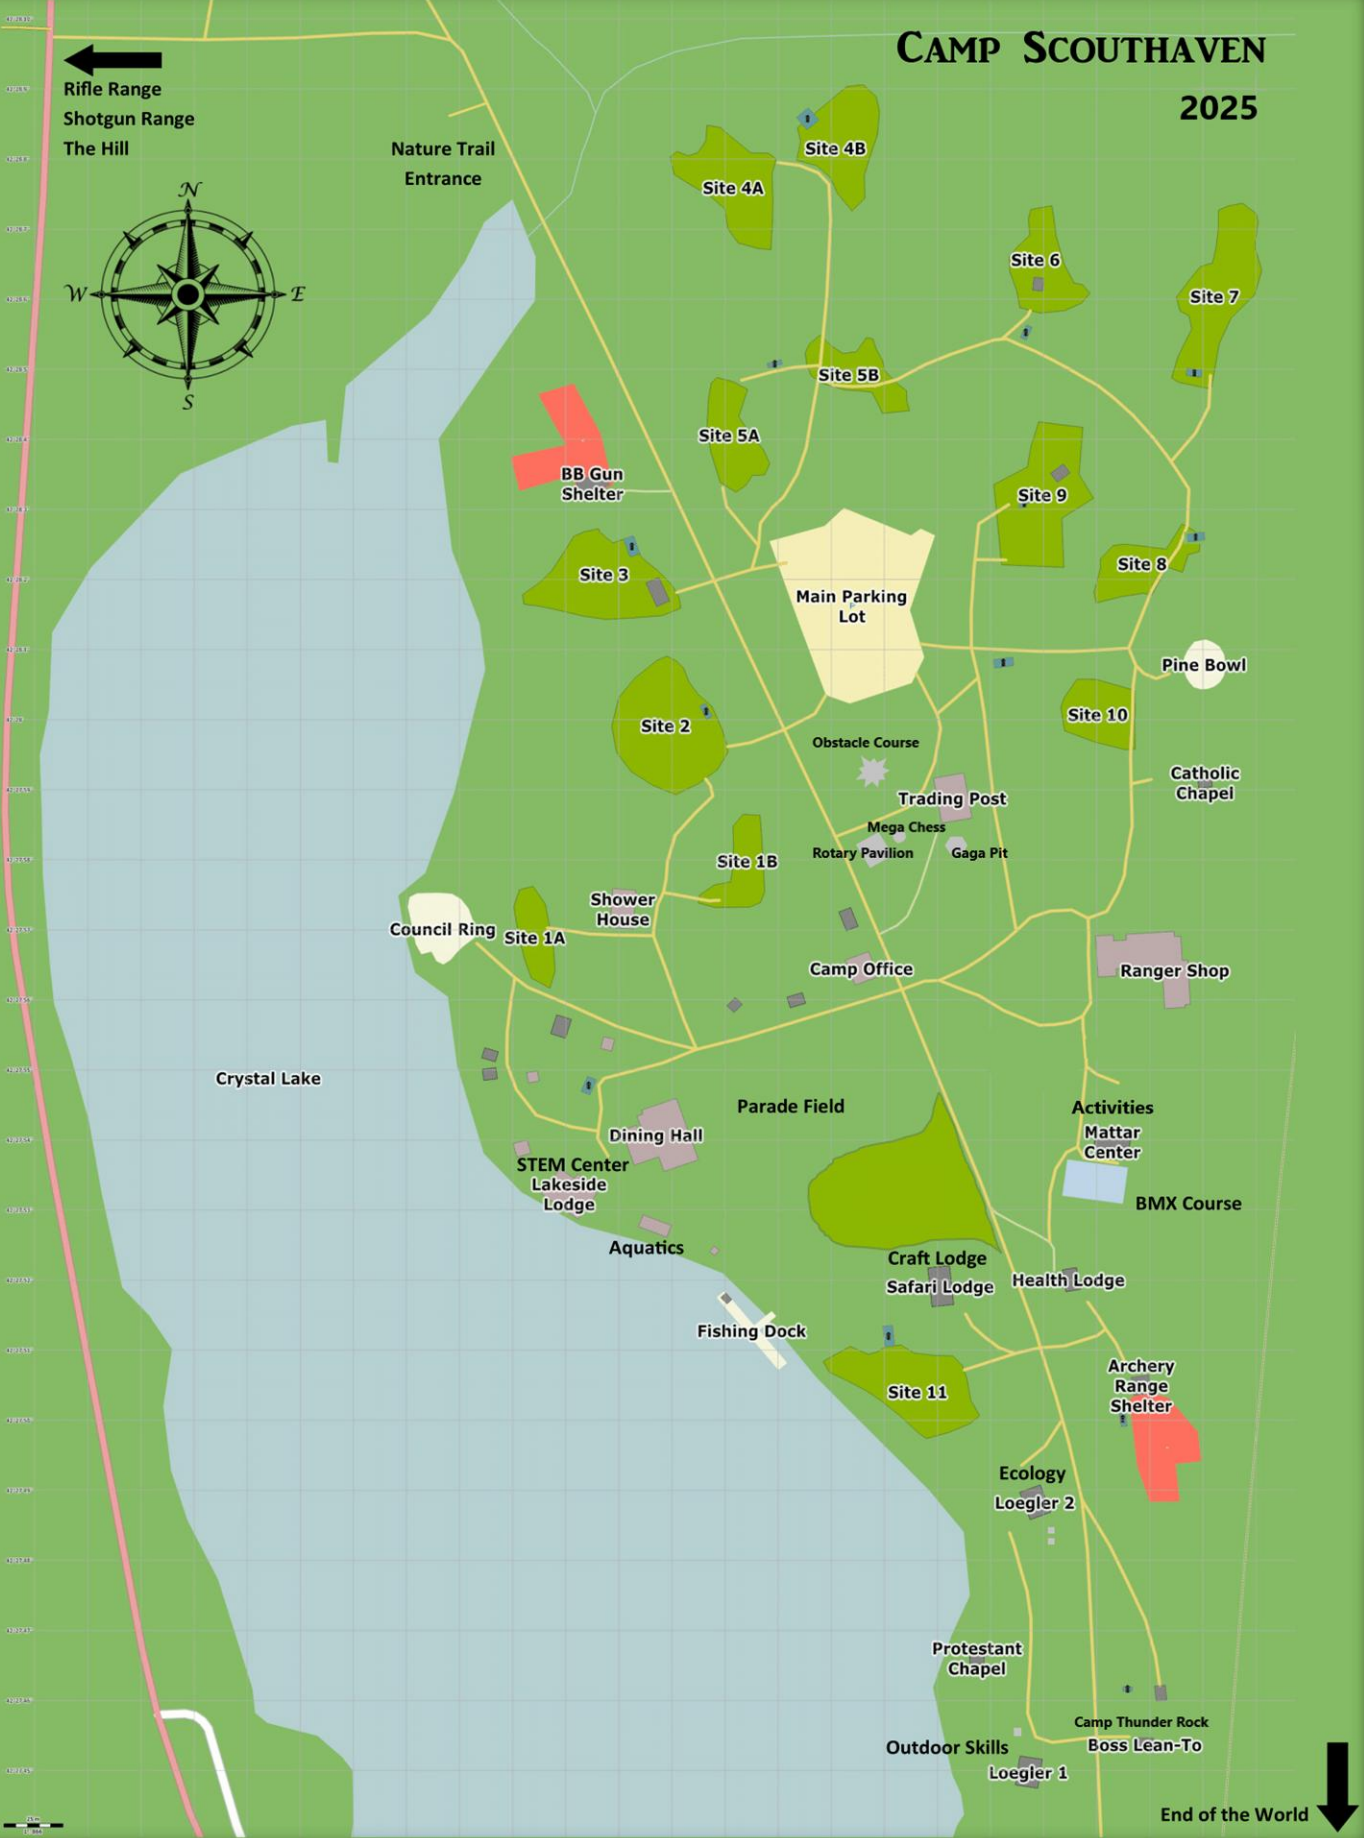 CAMP SCOUTHAVEN
2025
Rifle Range
Shotgun Range
The Hill
N
W
E
S
Nature Trail
Entrance
Site 4B
Site 4A
Site 6
Site 7
Site 5B
Site 5A
BB Gun
Shelter
Site 9
Site 3
Site 8
Main Parking
Lot
Pine Bowl
Site 2
Site 10
Obstacle Course
Catholic
Chapel
Trading Post
Mega Chess
Rotary Pavilion
Gaga Pit
Site 1B
Shower
House
Council Ring
Site 1A
Camp Office
Ranger Shop
Crystal Lake
Parade Field
Activities
Mattar
Center
Dining Hall
STEM Center
Lakeside
Lodge
BMX Course
Aquatics
Craft Lodge
Safari Lodge
Health Lodge
Fishing Dock
Site 11
Archery
Range
Shelter
Ecology
Loegler 2
Protestant
Chapel
Camp Thunder Rock
Boss Lean-To
Outdoor Skills
Loegler 1
End of the World